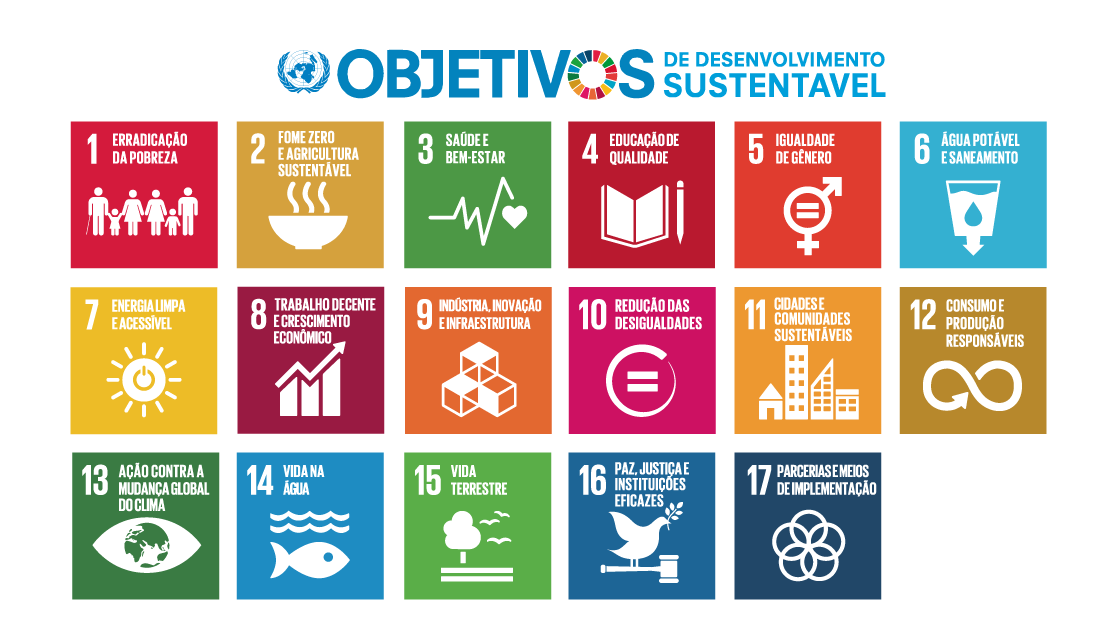 OBJETIVOS
DE DESENVOLVIMENTO
SUSTENTAVEL
1 ERRADICAÇÃO
DA POBREZA
2 FOME ZERO
E AGRICULTURA
SUSTENTÁVEL
3 SAÚDE E
BEM-ESTAR
4 EDUCAÇÃO DE
QUALIDADE
5 IGUALDADE
DE GÊNERO
6 ÁGUA POTÁVEL
E SANEAMENTO
7 ENERGIA LIMPA
E ACESSÍVEL
8 TRABALHO DECENTE
E CRESCIMENTO
ECONÔMICO
9 INDÚSTRIA, INOVAÇÃO
E INFRAESTRUTURA
10 REDUÇÃO DAS
DESIGUALDADES
11 CIDADES E
COMUNIDADES
SUSTENTÁVEIS
12 CONSUMO E
PRODUÇÃO
RESPONSÁVEIS
13 AÇÃO CONTRA A
MUDANÇA GLOBAL
DO CLIMA
14 VIDA NA
ÁGUA
15 VIDA
TERRESTRE
16 PAZ, JUSTIÇA E
INSTITUIÇÕES
EFICAZES
17 PARCERIAS E MEIOS
DE IMPLEMENTAÇÃO